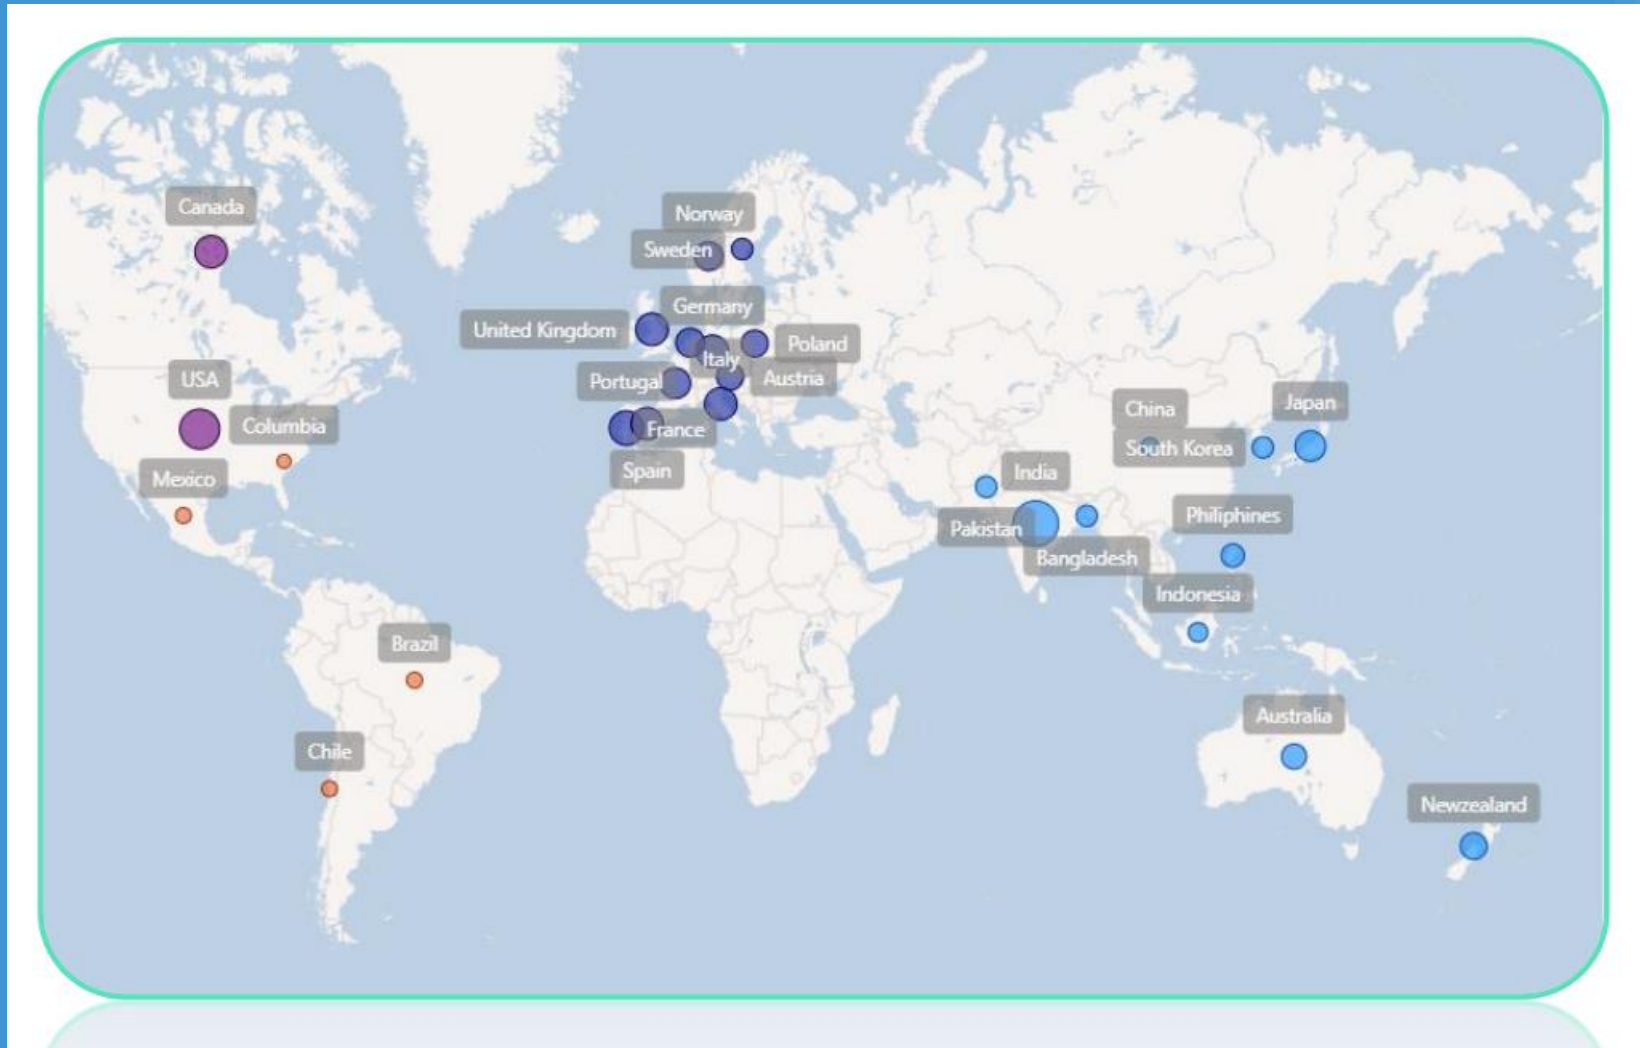 Canada
Norway
Sweden
Germany
United Kingdom
Poland
Italy
USA
Portugal
Austria
Columbia
France
China
Japan
South Korea
Mexico
Spain
India
Pakistan
Philiphines
Bangladesh
Indonesia
Brazil
Australia
Chile
Newzealand